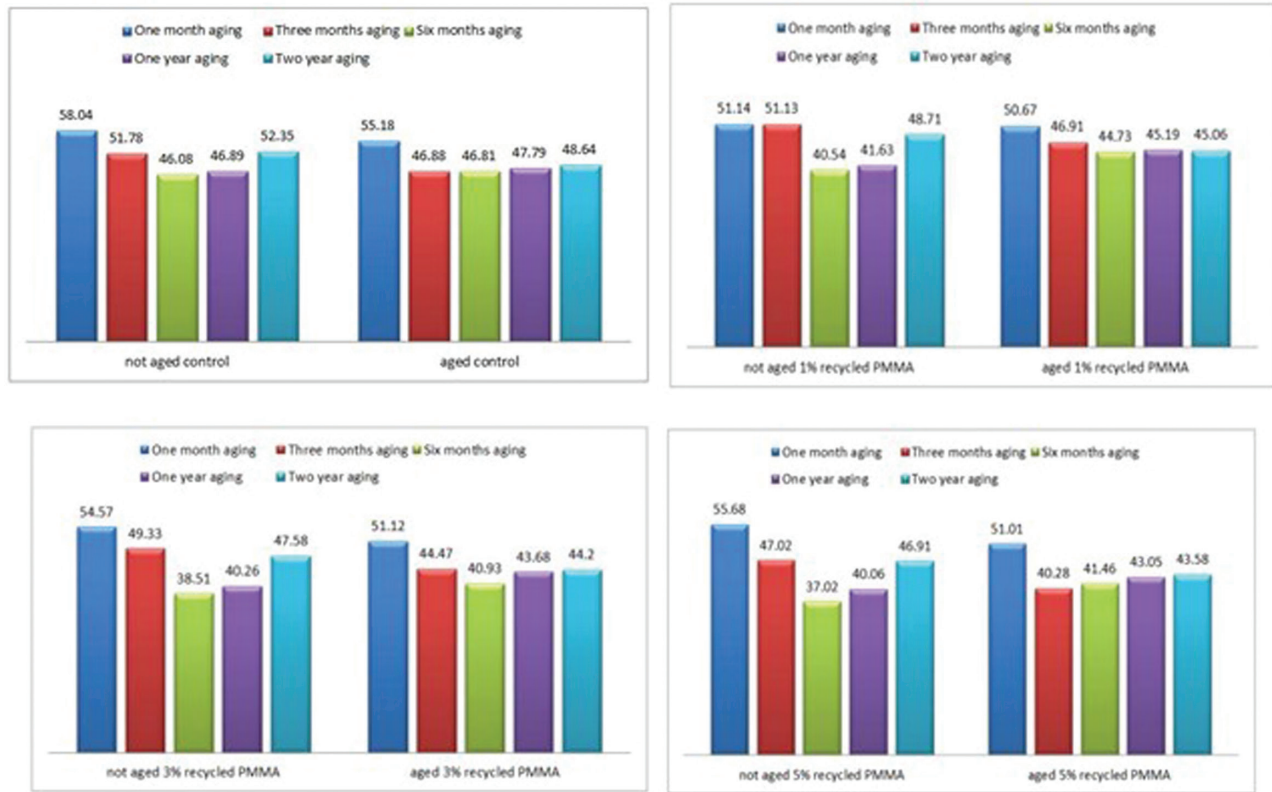 One month aging Three months aging Six months aging
One year aging Two year aging
58.04
51.78
46.08
46.89
52.35
55.18
46.88
46.81
47.79
48.64
not aged control
aged control
One month aging Three months aging Six months aging
One year aging Two year aging
51.14
51.13
40.54
41.63
48.71
50.67
46.91
44.73
45.19
45.06
not aged 1% recycled PMMA
aged 1% recycled PMMA
One month aging Three months aging Six months aging
One year aging Two year aging
54.57
49.33
38.51
40.26
47.58
51.12
44.47
40.93
43.68
44.2
not aged 3% recycled PMMA
aged 3% recycled PMMA
One month aging Three months aging Six months aging
One year aging Two year aging
55.68
47.02
37.02
40.06
46.91
51.01
40.28
41.46
43.05
43.58
not aged 5% recycled PMMA
aged 5% recycled PMMA